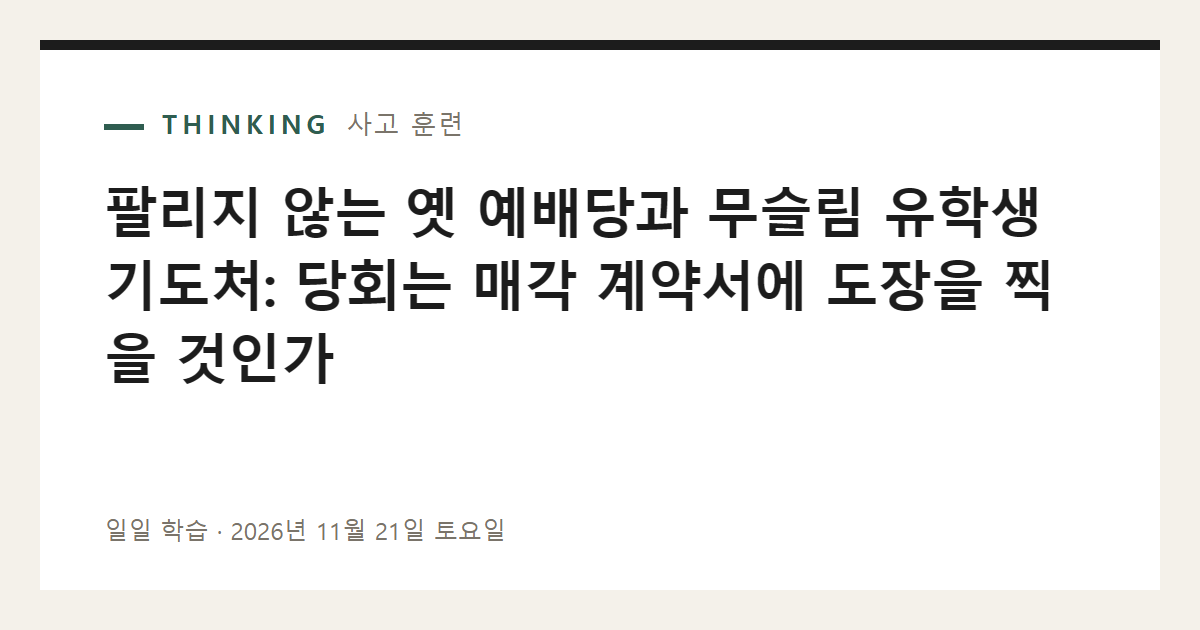 THINKING 사고 훈련
팔리지 않는 옛 예배당과 무슬림 유학생
기도처: 당회는 매각 계약서에 도장을 찍
을 것인가
일일 학습 · 2026년 11월 21일 토요일